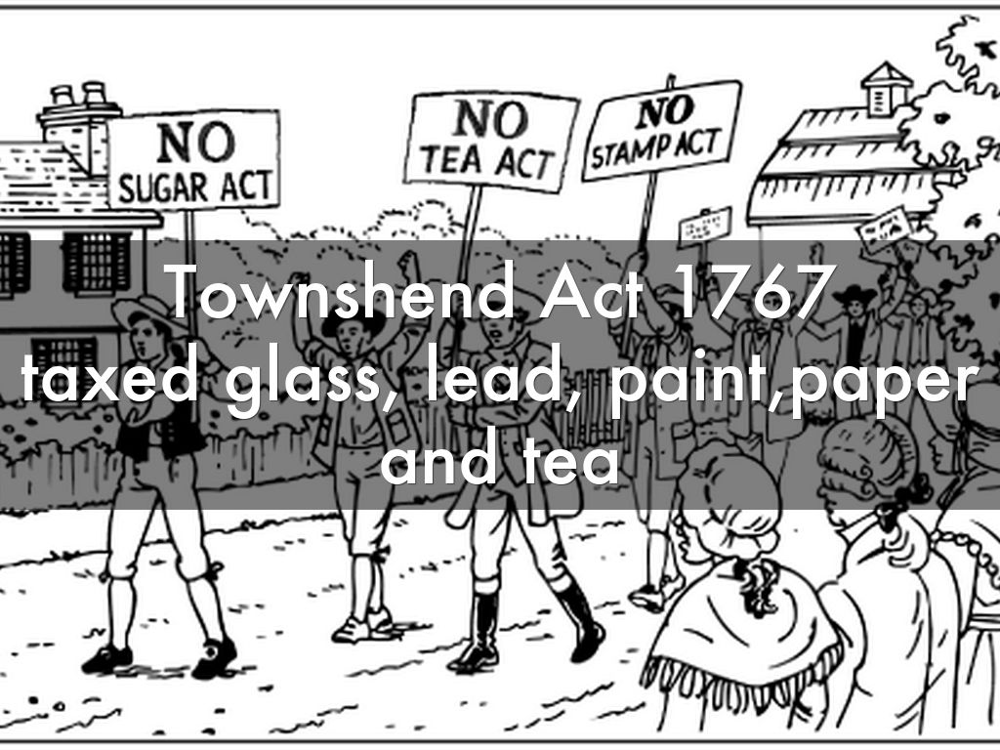 NO
SUGAR ACT
NO
TEA ACT
NO
STAMP ACT
Townshend Act 1767
taxed glass, lead, paint,paper
and tea